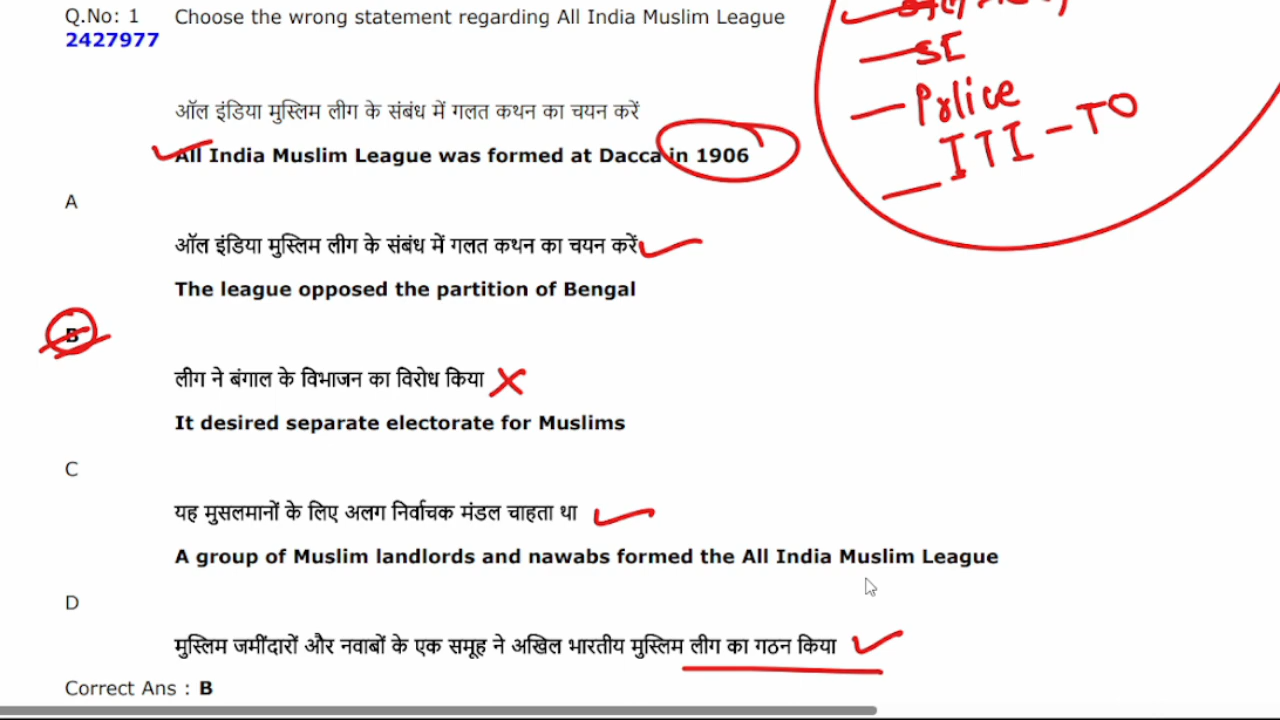 Q.No: 1 Choose the wrong statement regarding All India Muslim League
2427977
SI
Police
ITI - TO
ऑल इंडिया मुस्लिम लीग के संबंध में गलत कथन का चयन करें
All India Muslim League was formed at Dacca in 1906
A
ऑल इंडिया मुस्लिम लीग के संबंध में गलत कथन का चयन करें
The league opposed the partition of Bengal
B
लीग ने बंगाल के विभाजन का विरोध किया
It desired separate electorate for Muslims
C
यह मुसलमानों के लिए अलग निर्वाचक मंडल चाहता था
A group of Muslim landlords and nawabs formed the All India Muslim League
D
मुस्लिम जमींदारों और नवाबों के एक समूह ने अखिल भारतीय मुस्लिम लीग का गठन किया
Correct Ans : B